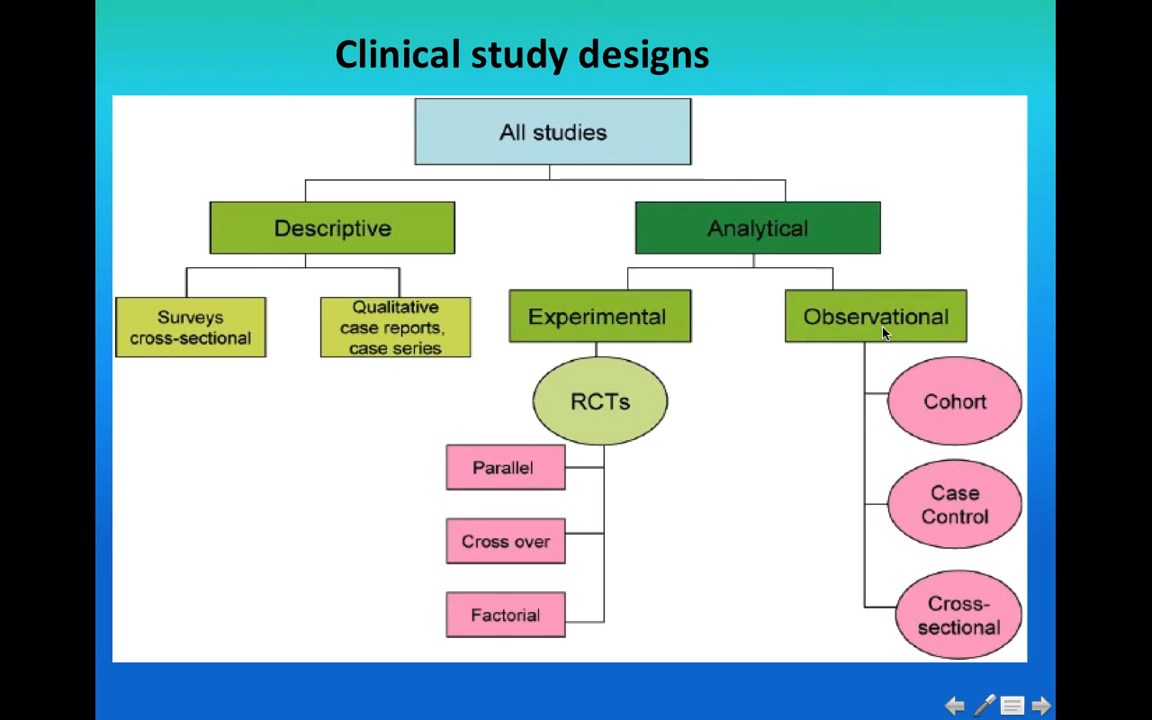 Clinical study designs
All studies
Descriptive
Analytical
Surveys
cross-sectional
Qualitative
case reports,
case series
Experimental
Observational
RCTs
Parallel
Cross over
Factorial
Cohort
Case
Control
Cross-
sectional